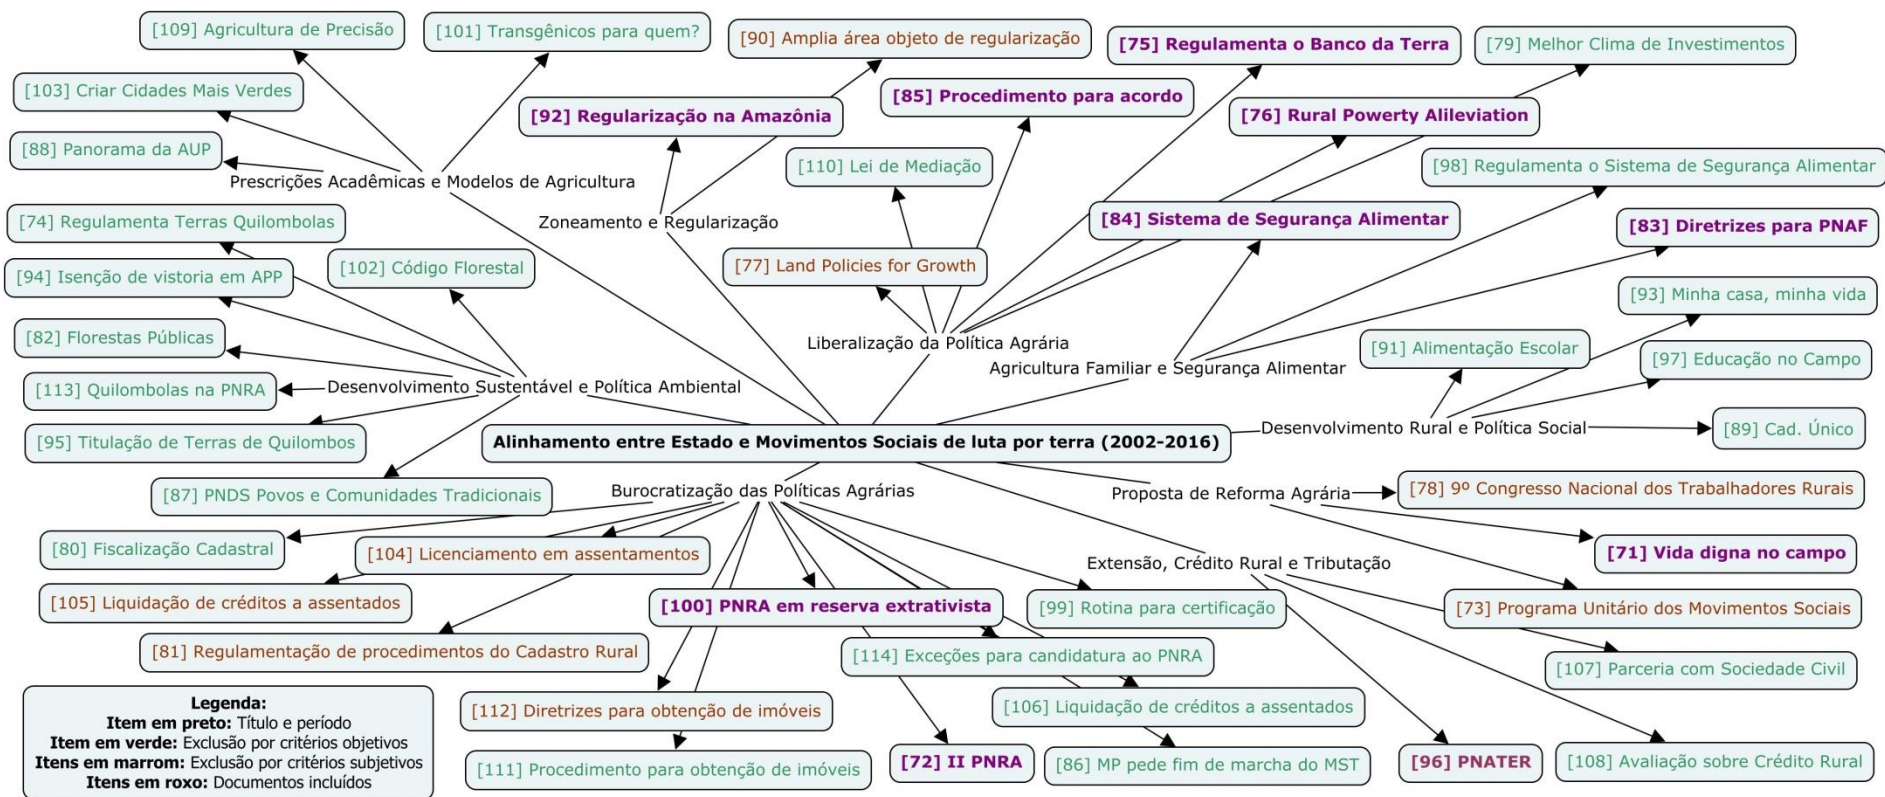 [109] Agricultura de Precisão
[101] Transgênicos para quem?
[90] Amplia área objeto de regularização
[75] Regulamenta o Banco da Terra
[79] Melhor Clima de Investimentos
[103] Criar Cidades Mais Verdes
[85] Procedimento para acordo
[92] Regularização na Amazônia
[76] Rural Powerty Alileviation
[88] Panorama da AUP
[110] Lei de Mediação
[98] Regulamenta o Sistema de Segurança Alimentar
Prescrições Acadêmicas e Modelos de Agricultura
[74] Regulamenta Terras Quilombolas
Zoneamento e Regularização
[84] Sistema de Segurança Alimentar
[83] Diretrizes para PNAF
[94] Isenção de vistoria em APP
[102] Código Florestal
[77] Land Policies for Growth
[93] Minha casa, minha vida
[82] Florestas Públicas
Liberalização da Política Agrária
[91] Alimentação Escolar
[97] Educação no Campo
Agricultura Familiar e Segurança Alimentar
[113] Quilombolas na PNRA
Desenvolvimento Sustentável e Política Ambiental
[95] Titulação de Terras de Quilombos
Alinhamento entre Estado e Movimentos Sociais de luta por terra (2002-2016)
Desenvolvimento Rural e Política Social
[89] Cad. Único
[87] PNDS Povos e Comunidades Tradicionais
Burocratização das Políticas Agrárias
Proposta de Reforma Agrária
[78] 9º Congresso Nacional dos Trabalhadores Rurais
[80] Fiscalização Cadastral
[104] Licenciamento em assentamentos
[71] Vida digna no campo
Extensão, Crédito Rural e Tributação
[105] Liquidação de créditos a assentados
[100] PNRA em reserva extrativista
[99] Rotina para certificação
[73] Programa Unitário dos Movimentos Sociais
[81] Regulamentação de procedimentos do Cadastro Rural
[114] Exceções para candidatura ao PNRA
[107] Parceria com Sociedade Civil
[112] Diretrizes para obtenção de imóveis
[106] Liquidação de créditos a assentados
[111] Procedimento para obtenção de imóveis
[72] II PNRA
[86] MP pede fim de marcha do MST
[96] PNATER
[108] Avaliação sobre Crédito Rural
Legenda:
Item em preto: Título e período
Item em verde: Exclusão por critérios objetivos
Itens em marrom: Exclusão por critérios subjetivos
Itens em roxo: Documentos incluídos